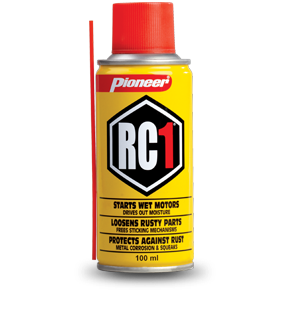 Pioneer
RC1
STARTS WET MOTORS
DRIVES OUT MOISTURE
LOOSENS RUSTY PARTS
FREES STICKING MECHANISMS
PROTECTS AGAINST RUST
METAL CORROSION & SQUEAKS
100 ml